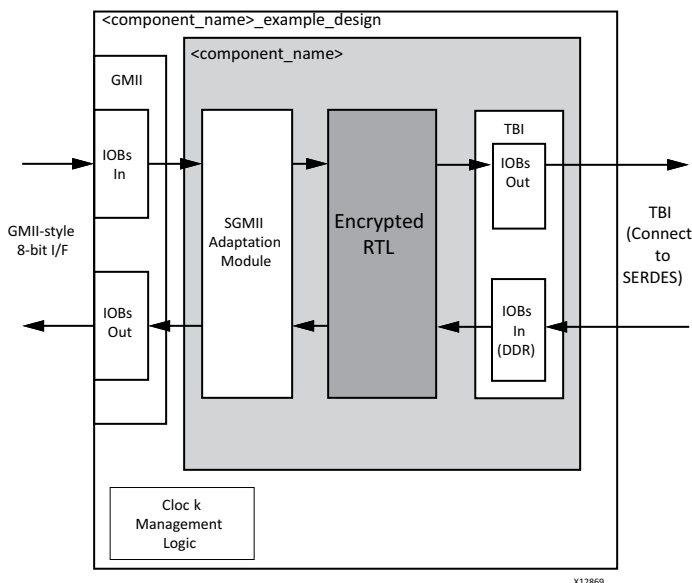 <component_name>_example_design
<component_name>
GMII
IOBs
In
GMII-style
8-bit I/F
IOBs
Out
SGMII
Adaptation
Module
Encrypted
RTL
TBI
IOBs
Out
IOBs
In
(DDR)
TBI
(Connect
to
SERDES)
Cloc k
Management
Logic
X12869